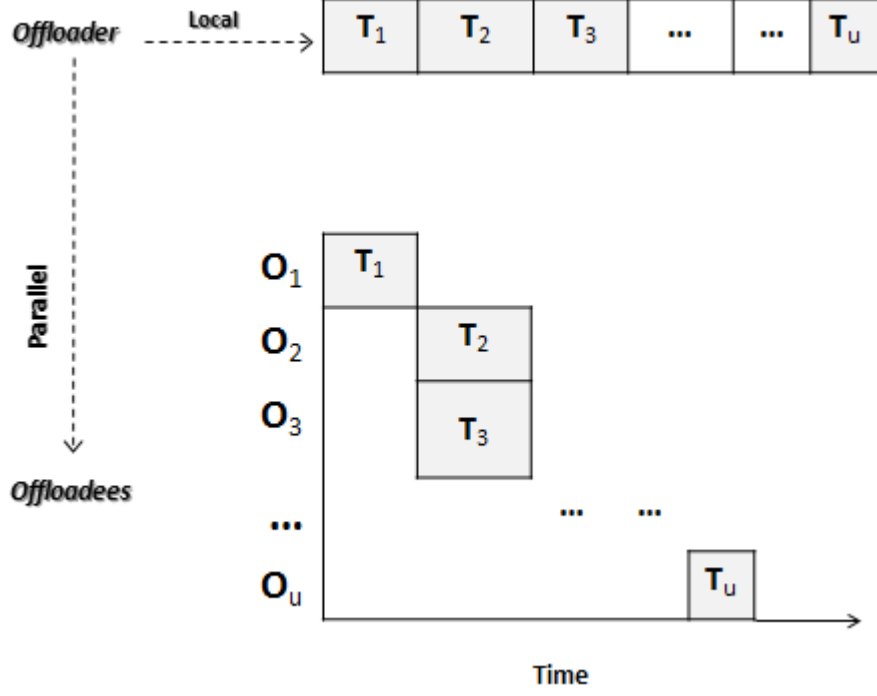 Offloader Local T1 T2 T3 ... ... Tu
Parallel
O1 T1
O2 T2
O3 T3
Offloadees
... ... ...
Ou Tu
Time